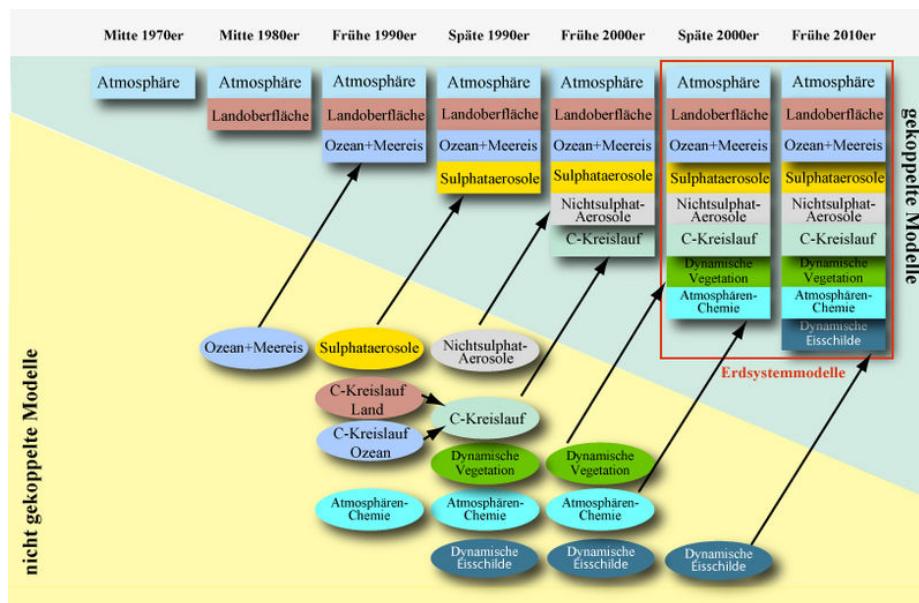 Mitte 1970er Mitte 1980er Frühe 1990er Späte 1990er Frühe 2000er Späte 2000er Frühe 2010er
Atmosphäre Atmosphäre Atmosphäre Atmosphäre Atmosphäre Atmosphäre Atmosphäre
Landoberfläche Landoberfläche Landoberfläche Landoberfläche Landoberfläche Landoberfläche
Ozean+Meereis Ozean+Meereis Ozean+Meereis Ozean+Meereis Ozean+Meereis
Sulphataerosole Sulphataerosole Sulphataerosole Sulphataerosole
Nichtsulphat-
Aerosole
Nichtsulphat-
Aerosole
Nichtsulphat-
Aerosole
C-Kreislauf C-Kreislauf C-Kreislauf
Dynamische
Vegetation
Dynamische
Vegetation
Atmosphären-
Chemie
Atmosphären-
Chemie
Dynamische
Eisschilde
Erdsystemmodelle
gekoppelte Modelle
nicht gekoppelte Modelle
Ozean+Meereis Sulphataerosole
Nichtsulphat-
Aerosole
C-Kreislauf
Land
C-Kreislauf
Ozean
C-Kreislauf
Dynamische
Vegetation
Dynamische
Vegetation
Atmosphären-
Chemie
Atmosphären-
Chemie
Atmosphären-
Chemie
Dynamische
Eisschilde
Dynamische
Eisschilde
Dynamische
Eisschilde